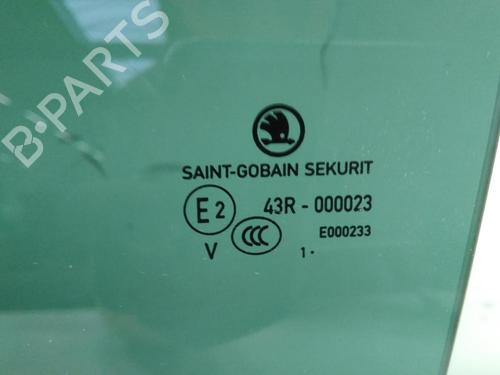 B-PARTS
SAINT-GOBAIN SEKURIT
E2 43R - 000023
CCC E000233
V 1 •